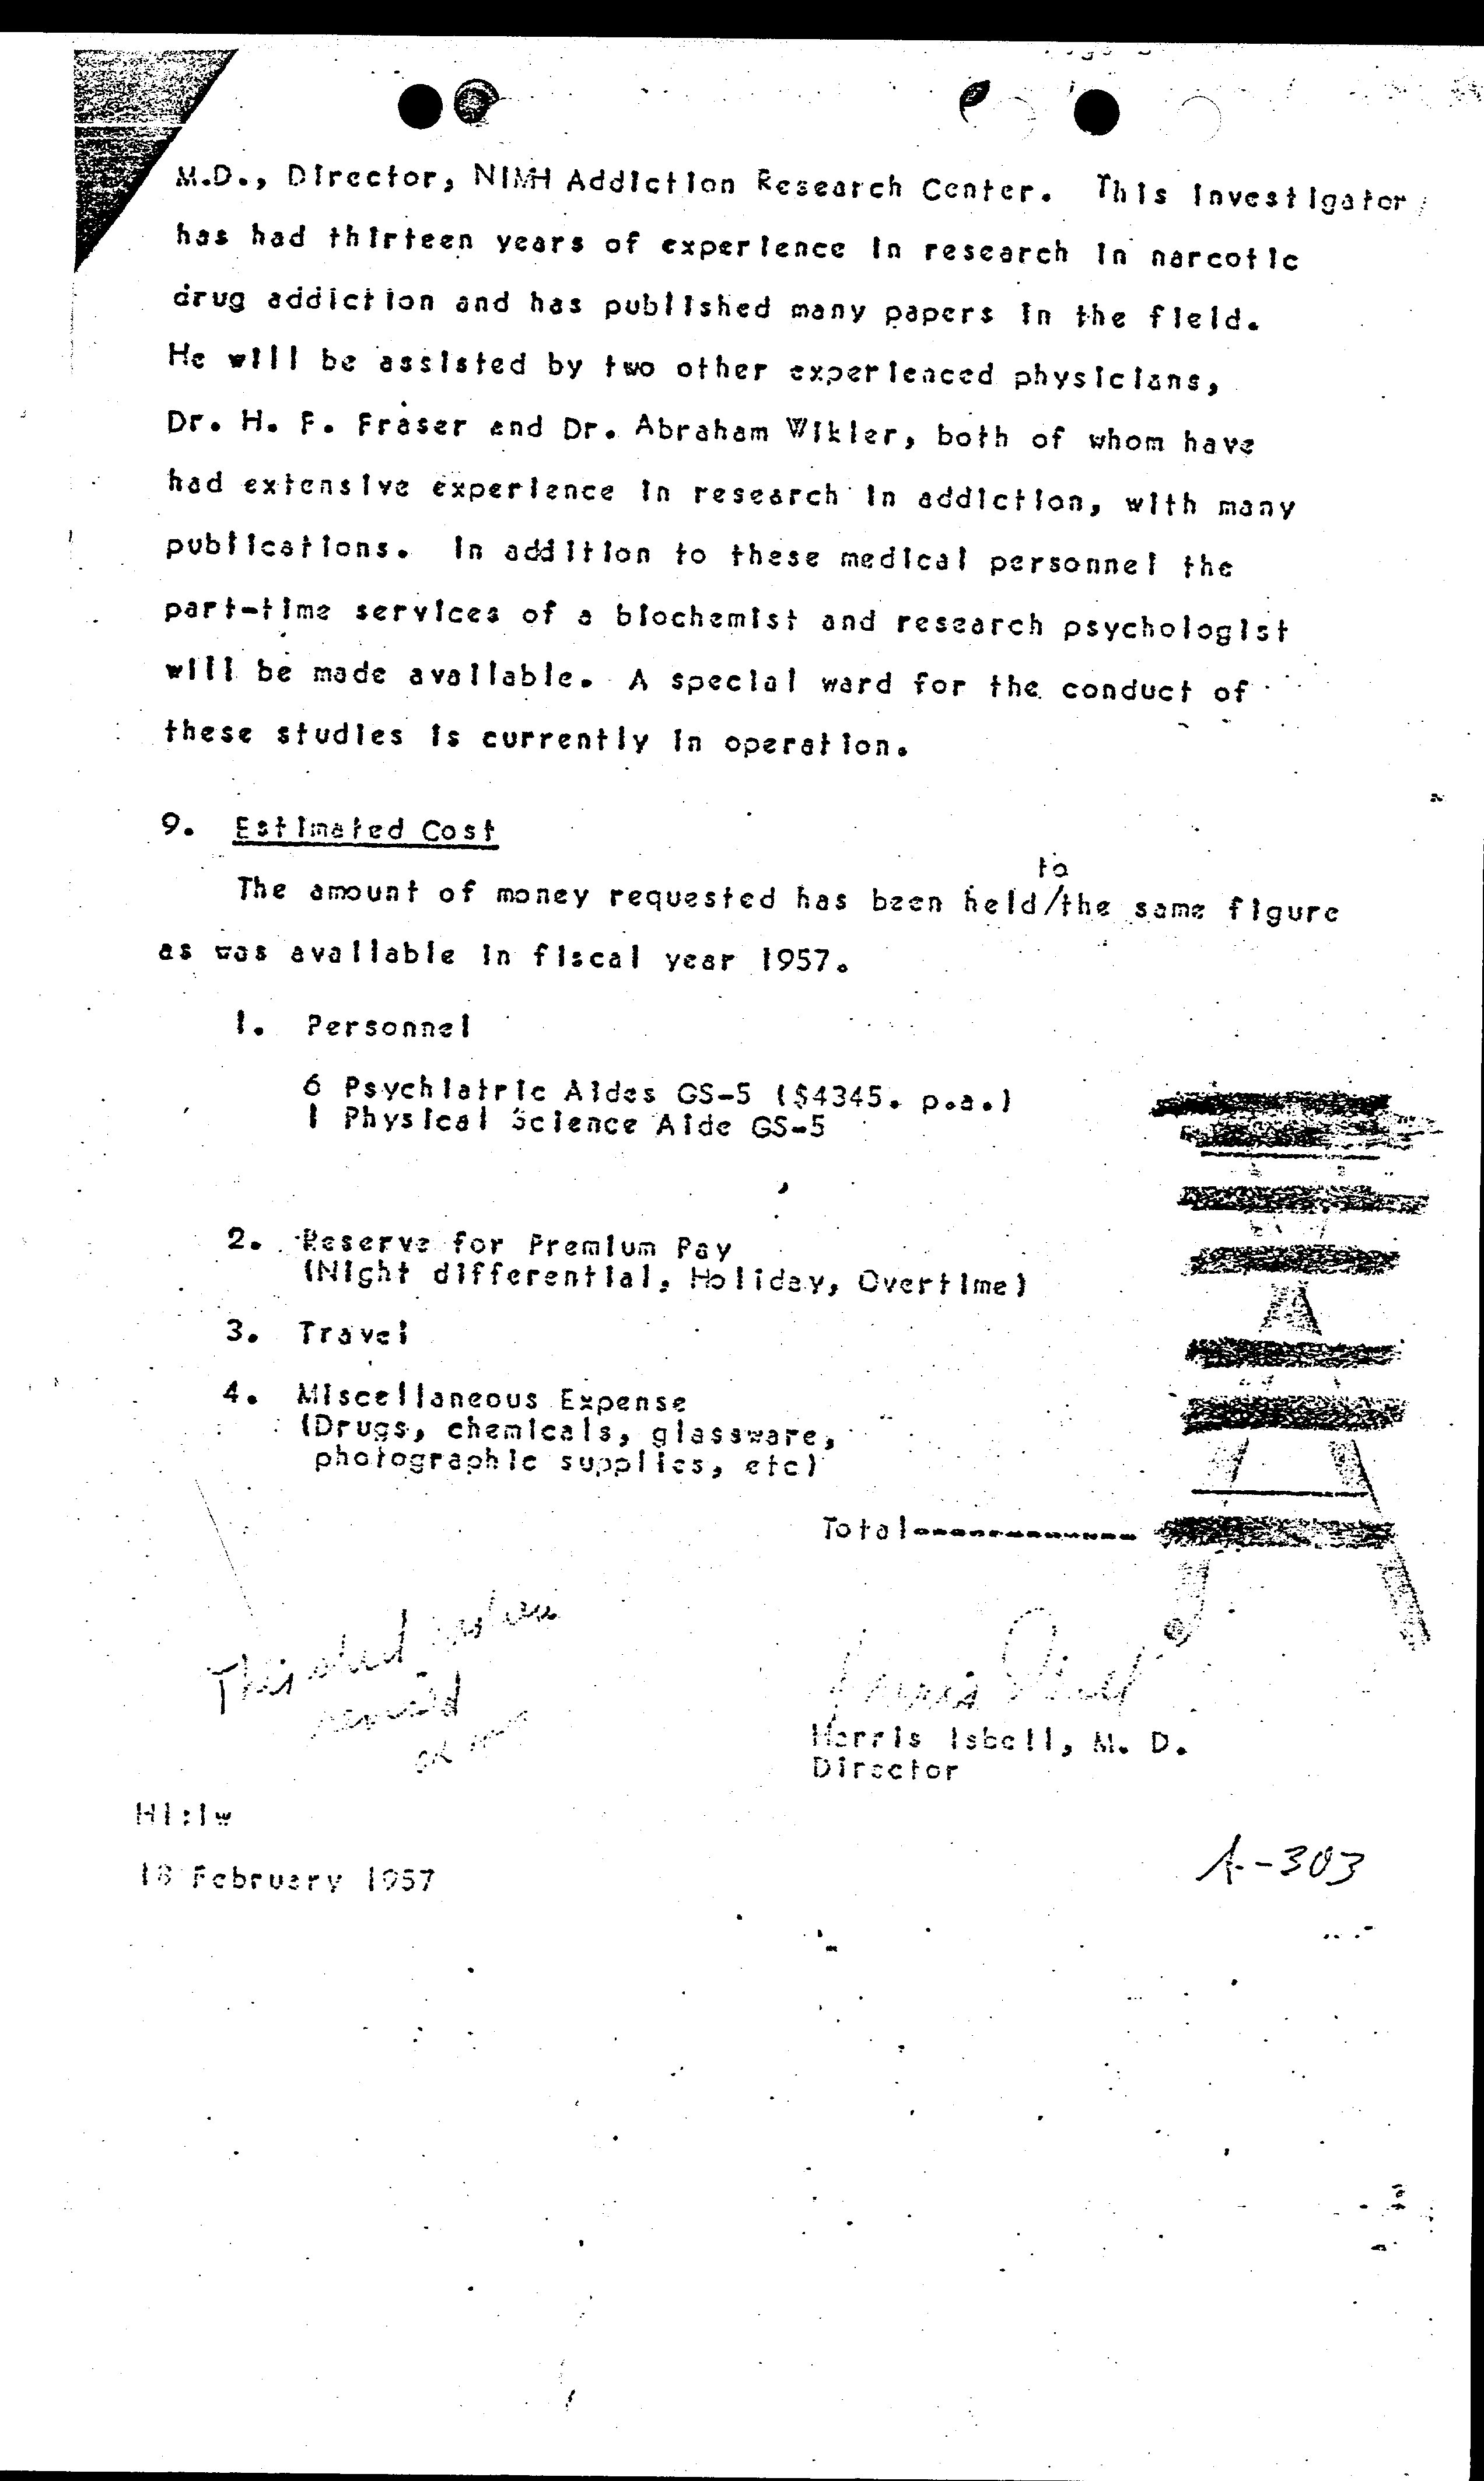 M.D., Director, NIMH Addiction Research Center. This investigator
has had thirteen years of experience in research in narcotic
drug addiction and has published many papers in the field.
He will be assisted by two other experienced physicians,
Dr. H. F. Fraser and Dr. Abraham Wikler, both of whom have
had extensive experience in research in addiction, with many
publications. In addition to these medical personnel the
part-time services of a biochemist and research psychologist
will be made available. A special ward for the conduct of
these studies is currently in operation.
9. Estimated Cost
to
The amount of money requested has been held/the same figure
as was available in fiscal year 1957.
1. Personnel
6 Psychiatric Aides GS-5 ($4345. p.a.)
1 Physical Science Aide GS-5
2. Reserve for Premium Pay
(Night differential, Holiday, Overtime)
3. Travel
4. Miscellaneous Expense
(Drugs, chemicals, glassware,
photographic supplies, etc)
Total--------------
This
Harris Isbell
Harris Isbell, M. D.
Director
HI:lw
18 February 1957
A-303